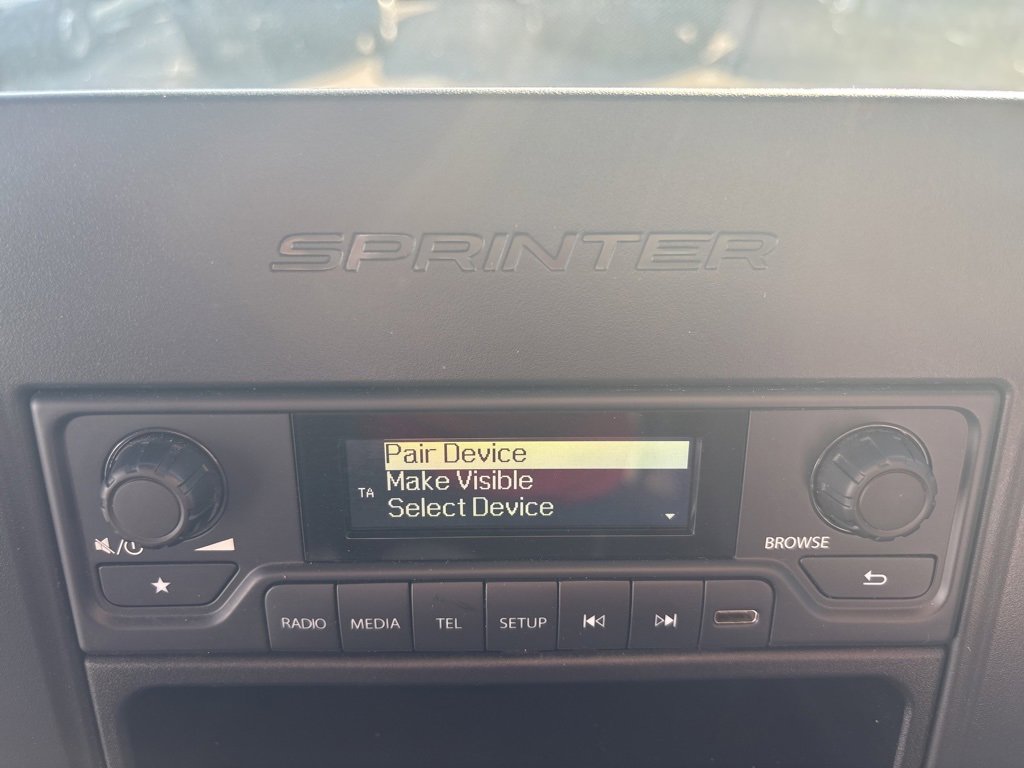 SPRINTER
Pair Device
Make Visible
TA
Select Device
BROWSE
RADIO
MEDIA
TEL
SETUP